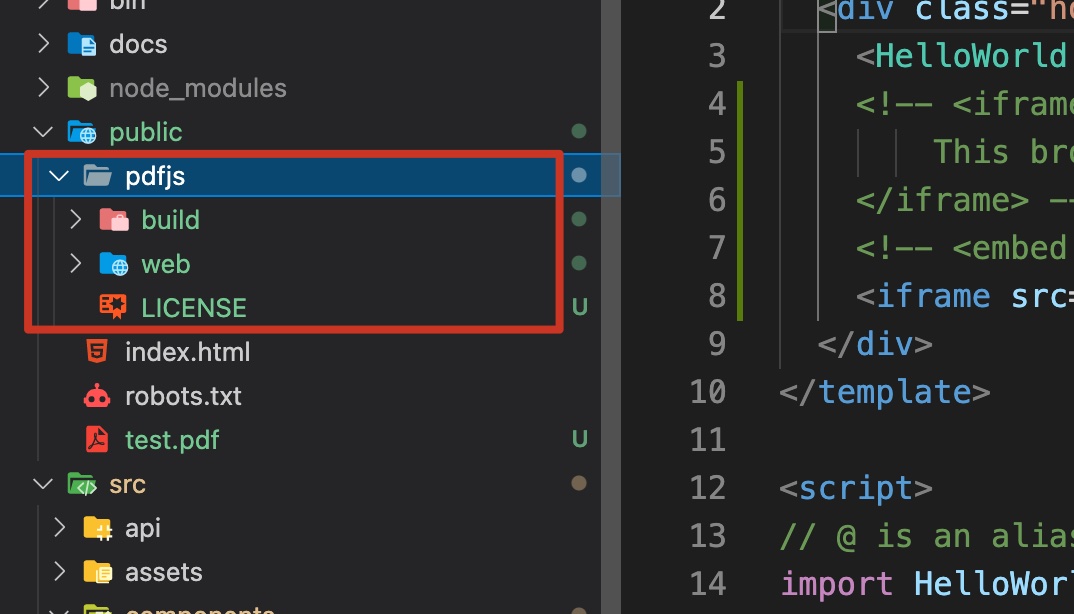 bin
docs
node_modules
public
pdfjs
build
web
LICENSE U
index.html
robots.txt
test.pdf U
src
api
assets
components
2 <div class="ho
3 <HelloWorld
4 <!-- <iframe
5 This bro
6 </iframe> --
7 <!-- <embed
8 <iframe src=
9 </div>
10 </template>
11
12 <script>
13 // @ is an alias
14 import HelloWorl